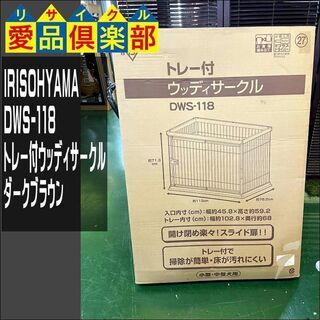 リサイクル
愛品倶楽部
IRISOHYAMA
DWS-118
トレー付ウッディサークル
ダークブラウン
27
トレー付
ウッディサークル
DWS-118
入口内寸(cm):幅約45.8×高さ約59.2
トレー内寸(cm):幅約102.8×奥行約68
開け閉め楽々!スライド扉!!
トレー付で
掃除が簡単・床が汚れにくい
小型・中型犬用